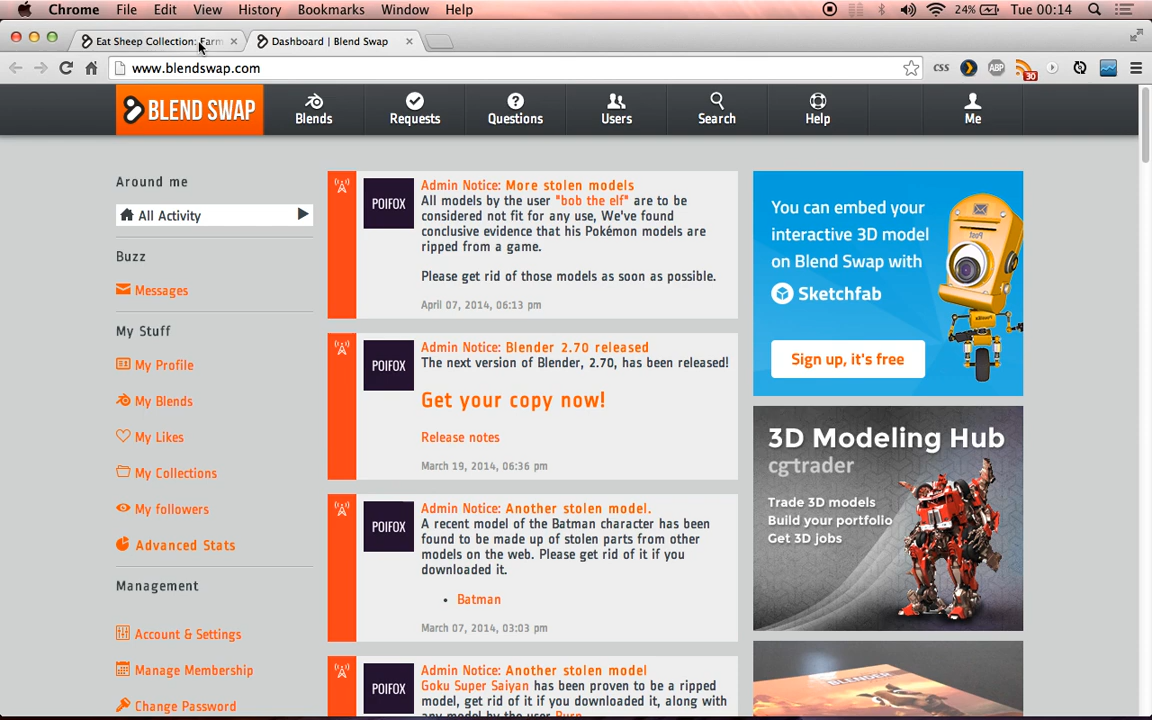 Chrome File Edit View History Bookmarks Window Help 24% Tue 00:14
Eat Sheep Collection: Farm Dashboard | Blend Swap
www.blendswap.com CSS ABP 30
BLEND SWAP Blends Requests Questions Users Search Help Me
Around me
All Activity
Buzz
Messages
My Stuff
My Profile
My Blends
My Likes
My Collections
My followers
Advanced Stats
Management
Account & Settings
Manage Membership
Change Password
POIFOX
Admin Notice: More stolen models
All models by the user "bob the elf" are to be
considered not fit for any use, We've found
conclusive evidence that his Pokémon models are
ripped from a game.
Please get rid of those models as soon as possible.
April 07, 2014, 06:13 pm
POIFOX
Admin Notice: Blender 2.70 released
The next version of Blender, 2.70, has been released!
Get your copy now!
Release notes
March 19, 2014, 06:36 pm
POIFOX
Admin Notice: Another stolen model.
A recent model of the Batman character has been
found to be made up of stolen parts from other
models on the web. Please get rid of it if you
downloaded it.
• Batman
March 07, 2014, 03:03 pm
POIFOX
Admin Notice: Another stolen model
Goku Super Saiyan has been proven to be a ripped
model, get rid of it if you downloaded it, along with
any model by the user
You can embed your
interactive 3D model
on Blend Swap with
Sketchfab
Sign up, it's free
3D Modeling Hub
cgtrader
Trade 3D models
Build your portfolio
Get 3D jobs
BLENDER